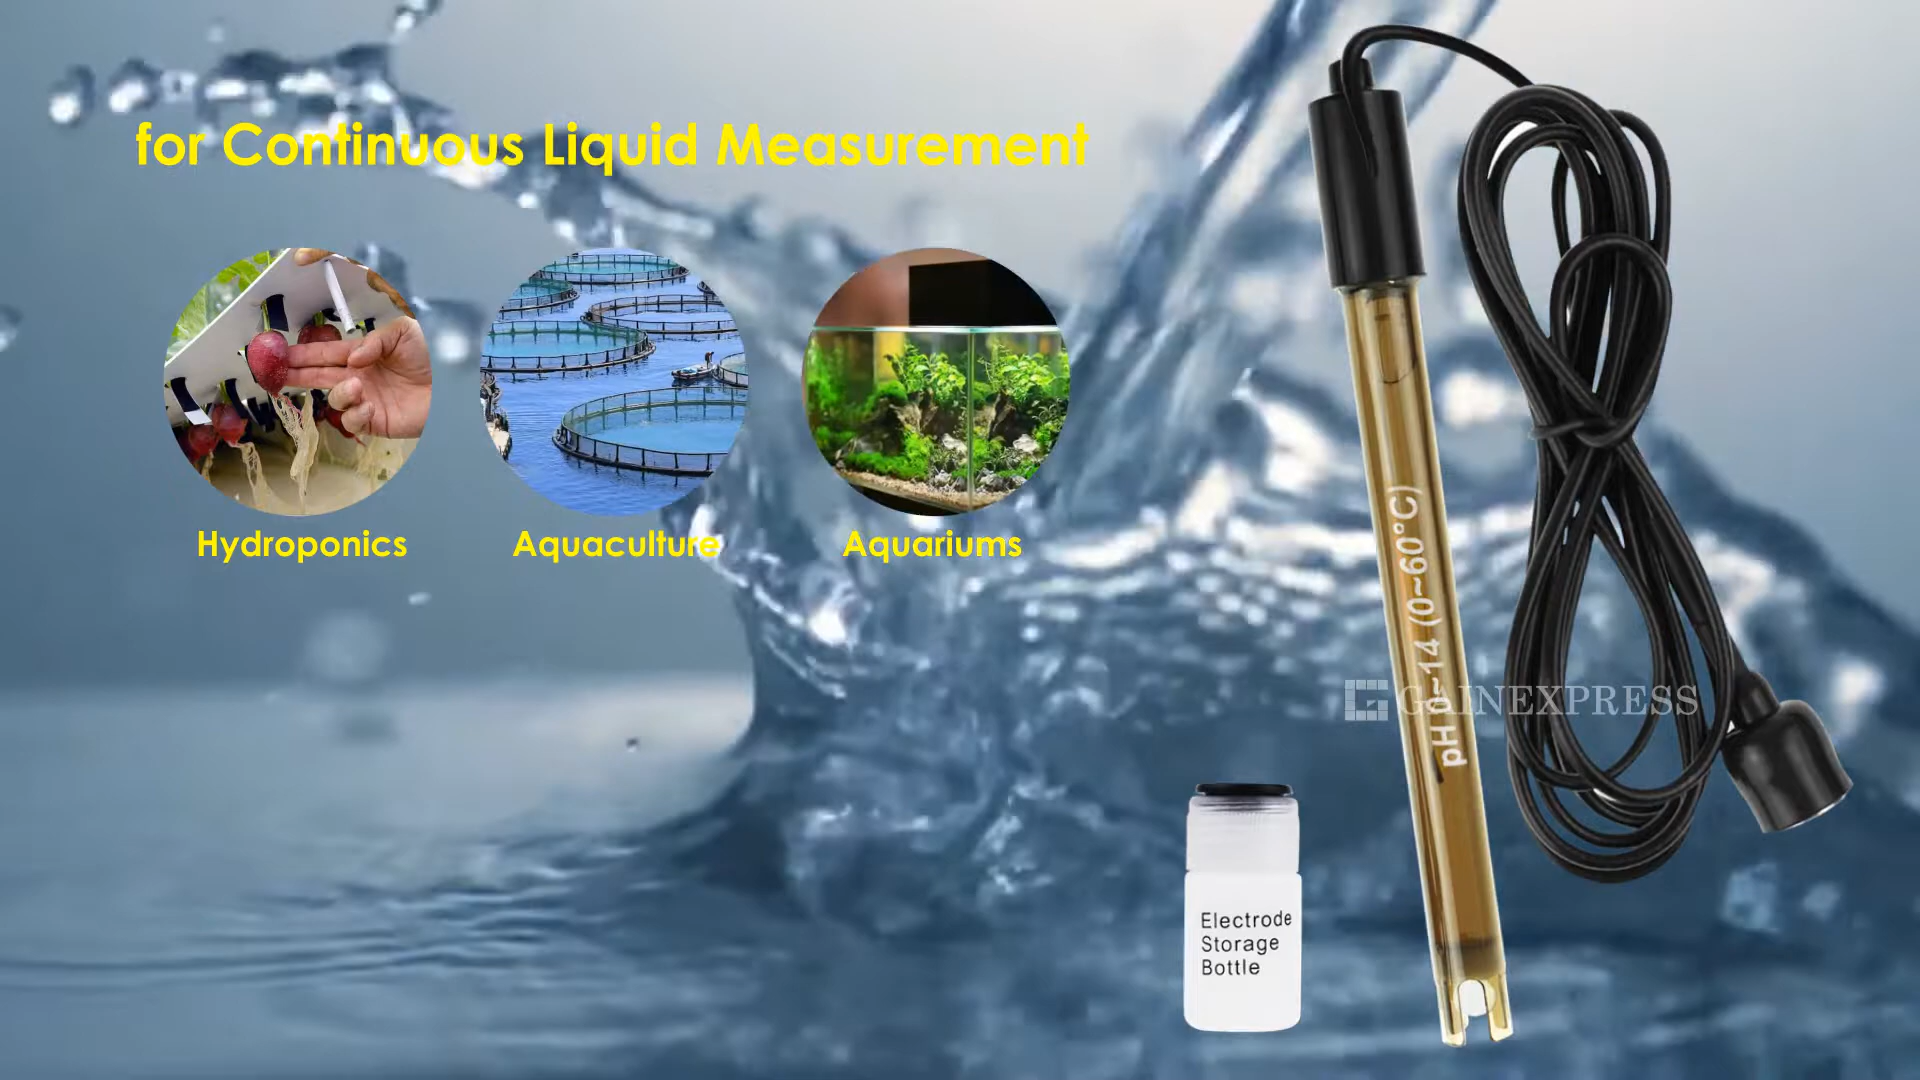 for Continuous Liquid Measurement
Hydroponics
Aquaculture
Aquariums
pH 0~14 (0~60°C)
GAINEXPRESS
Electrode
Storage
Bottle